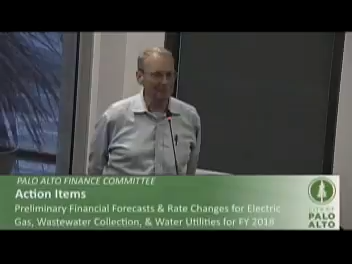 PALO ALTO FINANCE COMMITTEE
Action Items
Preliminary Financial Forecasts & Rate Changes for Electric
Gas, Wastewater Collection, & Water Utilities for FY 2018
CITY OF
PALO
ALTO